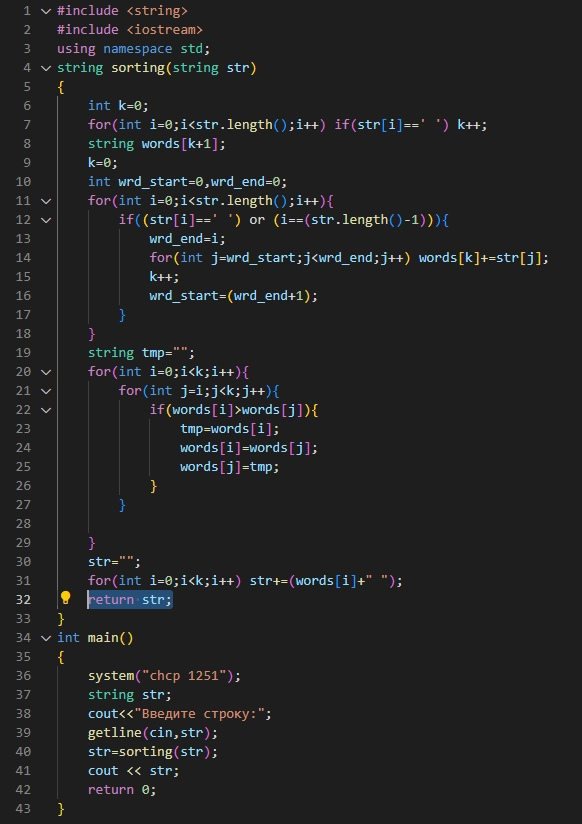 1 #include <string>
2 #include <iostream>
3 using namespace std;
4 string sorting(string str)
5 {
6     int k=0;
7     for(int i=0;i<str.length();i++) if(str[i]==' ') k++;
8     string words[k+1];
9     k=0;
10     int wrd_start=0,wrd_end=0;
11     for(int i=0;i<str.length();i++){
12         if((str[i]==' ') or (i==(str.length()-1))){
13             wrd_end=i;
14             for(int j=wrd_start;j<wrd_end;j++) words[k]+=str[j];
15             k++;
16             wrd_start=(wrd_end+1);
17         }
18     }
19     string tmp="";
20     for(int i=0;i<k;i++){
21         for(int j=i;j<k;j++){
22             if(words[i]>words[j]){
23                 tmp=words[i];
24                 words[i]=words[j];
25                 words[j]=tmp;
26             }
27         }
28
29     }
30     str="";
31     for(int i=0;i<k;i++) str+=(words[i]+" ");
32     return str;
33 }
34 int main()
35 {
36     system("chcp 1251");
37     string str;
38     cout<<"Введите строку:";
39     getline(cin,str);
40     str=sorting(str);
41     cout << str;
42     return 0;
43 }